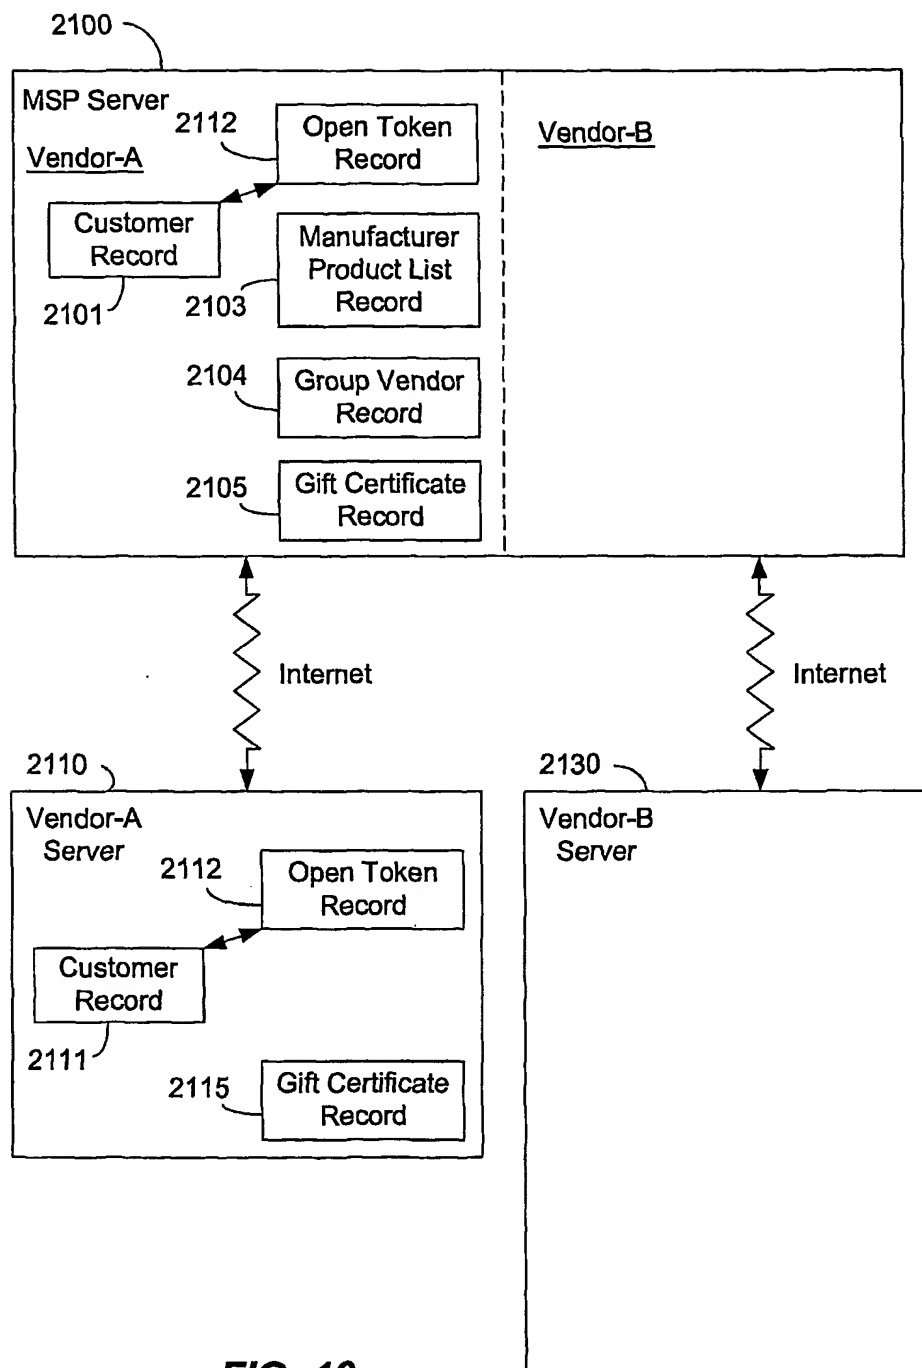 2100
MSP Server
Vendor-A
2112
Open Token
Record
Customer
Record
2101
Manufacturer
Product List
Record
2103
2104
Group Vendor
Record
2105
Gift Certificate
Record
Vendor-B
Internet
Internet
2110
Vendor-A
Server
2112
Open Token
Record
Customer
Record
2111
2115
Gift Certificate
Record
2130
Vendor-B
Server